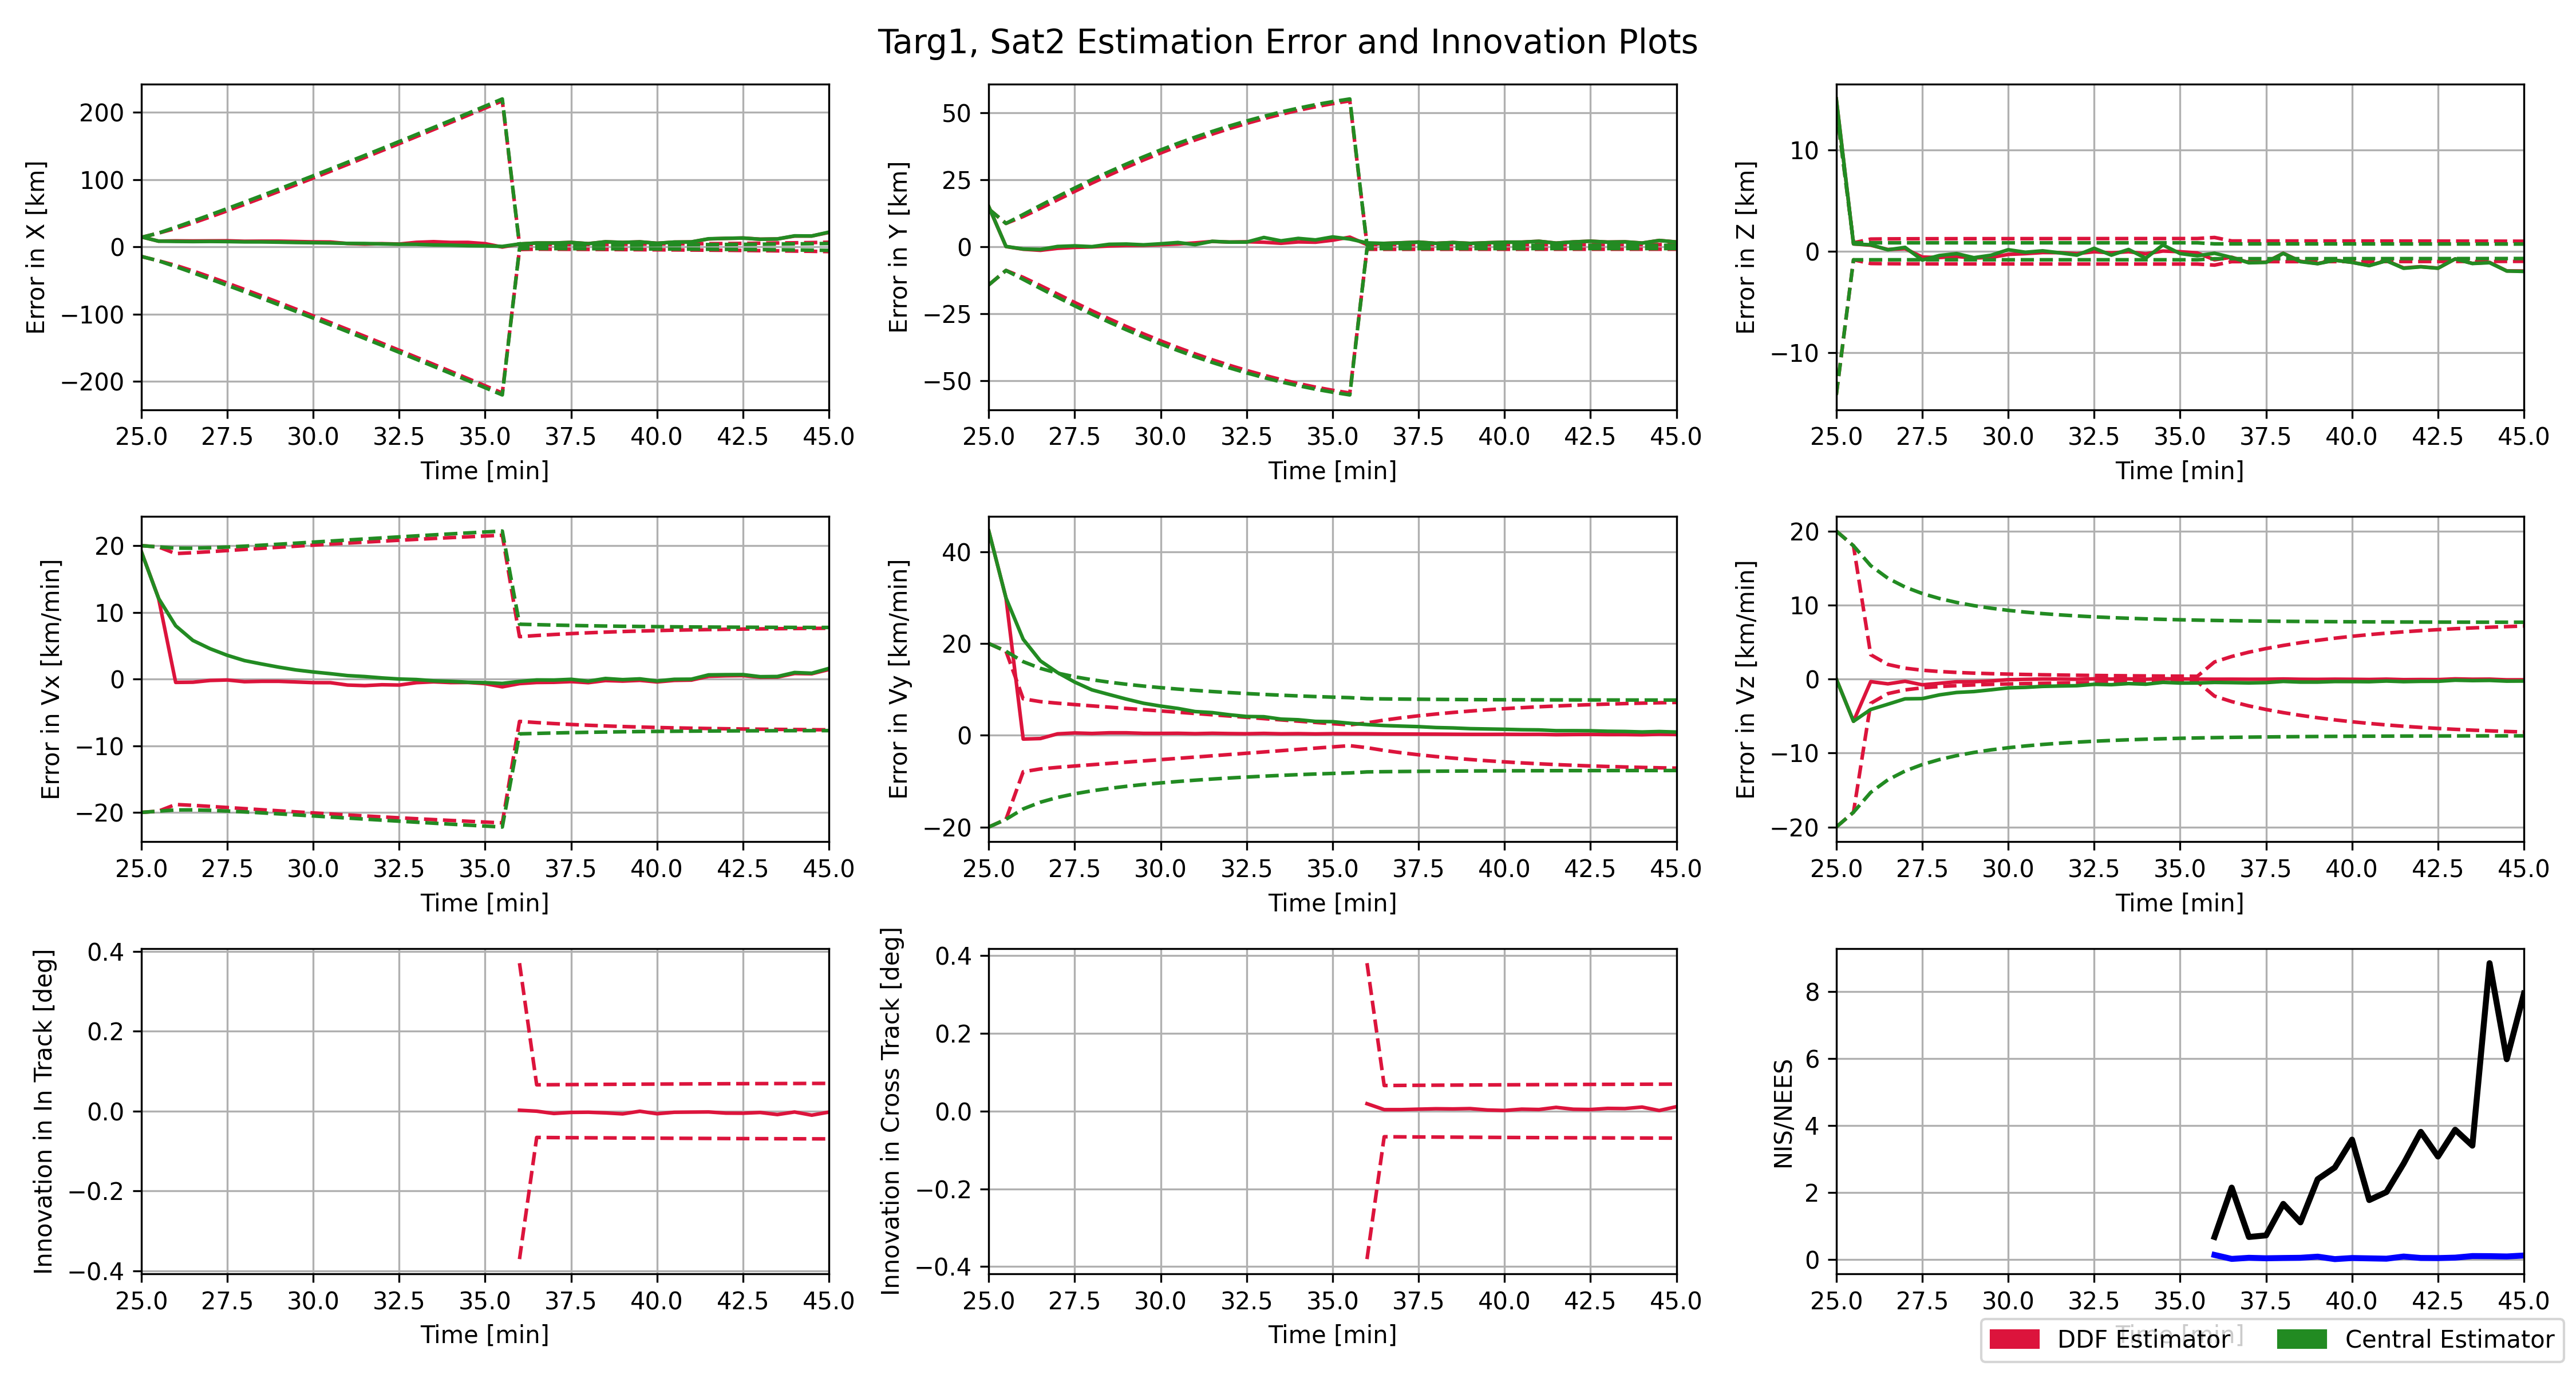 Targ1, Sat2 Estimation Error and Innovation Plots
Error in X [km]
200
100
0
−100
−200
25.0 27.5 30.0 32.5 35.0 37.5 40.0 42.5 45.0
Time [min]
Error in Y [km]
50
25
0
−25
−50
25.0 27.5 30.0 32.5 35.0 37.5 40.0 42.5 45.0
Time [min]
Error in Z [km]
10
0
−10
25.0 27.5 30.0 32.5 35.0 37.5 40.0 42.5 45.0
Time [min]
Error in Vx [km/min]
20
10
0
−10
−20
25.0 27.5 30.0 32.5 35.0 37.5 40.0 42.5 45.0
Time [min]
Error in Vy [km/min]
40
20
0
−20
25.0 27.5 30.0 32.5 35.0 37.5 40.0 42.5 45.0
Time [min]
Error in Vz [km/min]
20
10
0
−10
−20
25.0 27.5 30.0 32.5 35.0 37.5 40.0 42.5 45.0
Time [min]
Innovation in In Track [deg]
0.4
0.2
0.0
−0.2
−0.4
25.0 27.5 30.0 32.5 35.0 37.5 40.0 42.5 45.0
Time [min]
Innovation in Cross Track [deg]
0.4
0.2
0.0
−0.2
−0.4
25.0 27.5 30.0 32.5 35.0 37.5 40.0 42.5 45.0
Time [min]
NIS/NEES
8
6
4
2
0
25.0 27.5 30.0 32.5 35.0 37.5 40.0 42.5 45.0
Time [min]
DDF Estimator Central Estimator